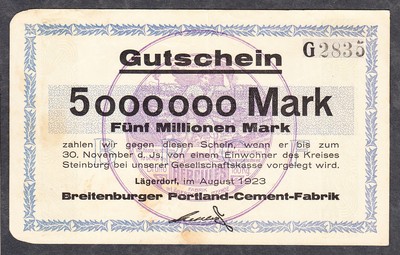 Gutschein
G 2835
5000000 Mark
Fünf Millionen Mark
zahlen wir gegen diesen Schein, wenn er bis zum
30. November d. Js. von einem Einwohner des Kreises
Steinburg bei unserer Gesellschaftskasse vorgelegt wird.
HERCULES
Lägerdorf, im August 1923
Breitenburger Portland-Cement-Fabrik